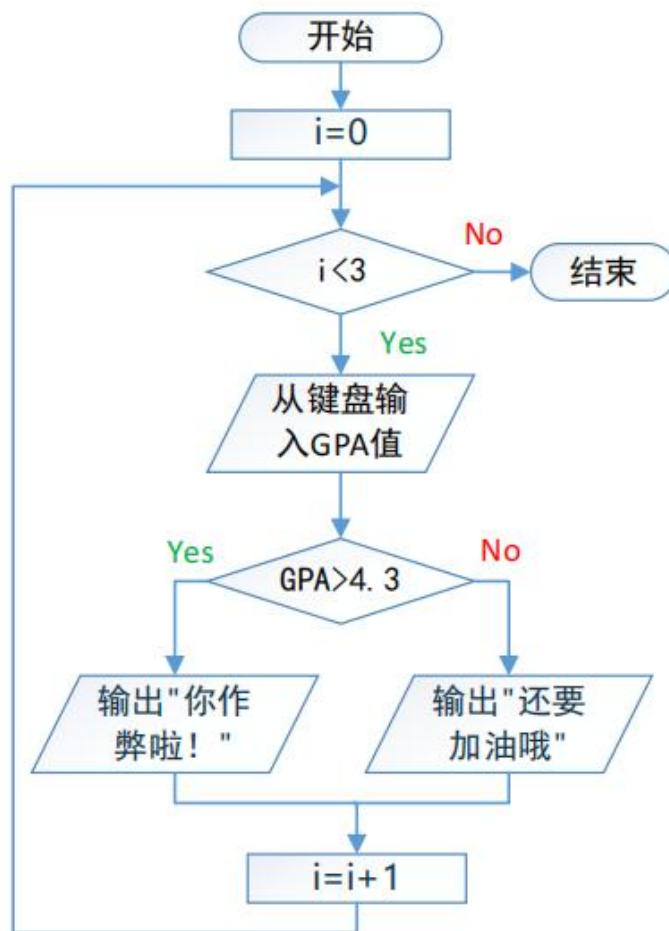 开始
i=0
i<3
No
结束
Yes
从键盘输
入GPA值
Yes
GPA>4.3
No
输出"你作
弊啦！"
输出"还要
加油哦"
i=i+1